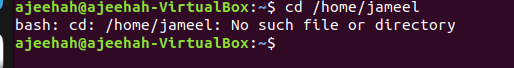 ajeehah@ajeehah-VirtualBox:~$ cd /home/jameel
bash: cd: /home/jameel: No such file or directory
ajeehah@ajeehah-VirtualBox:~$